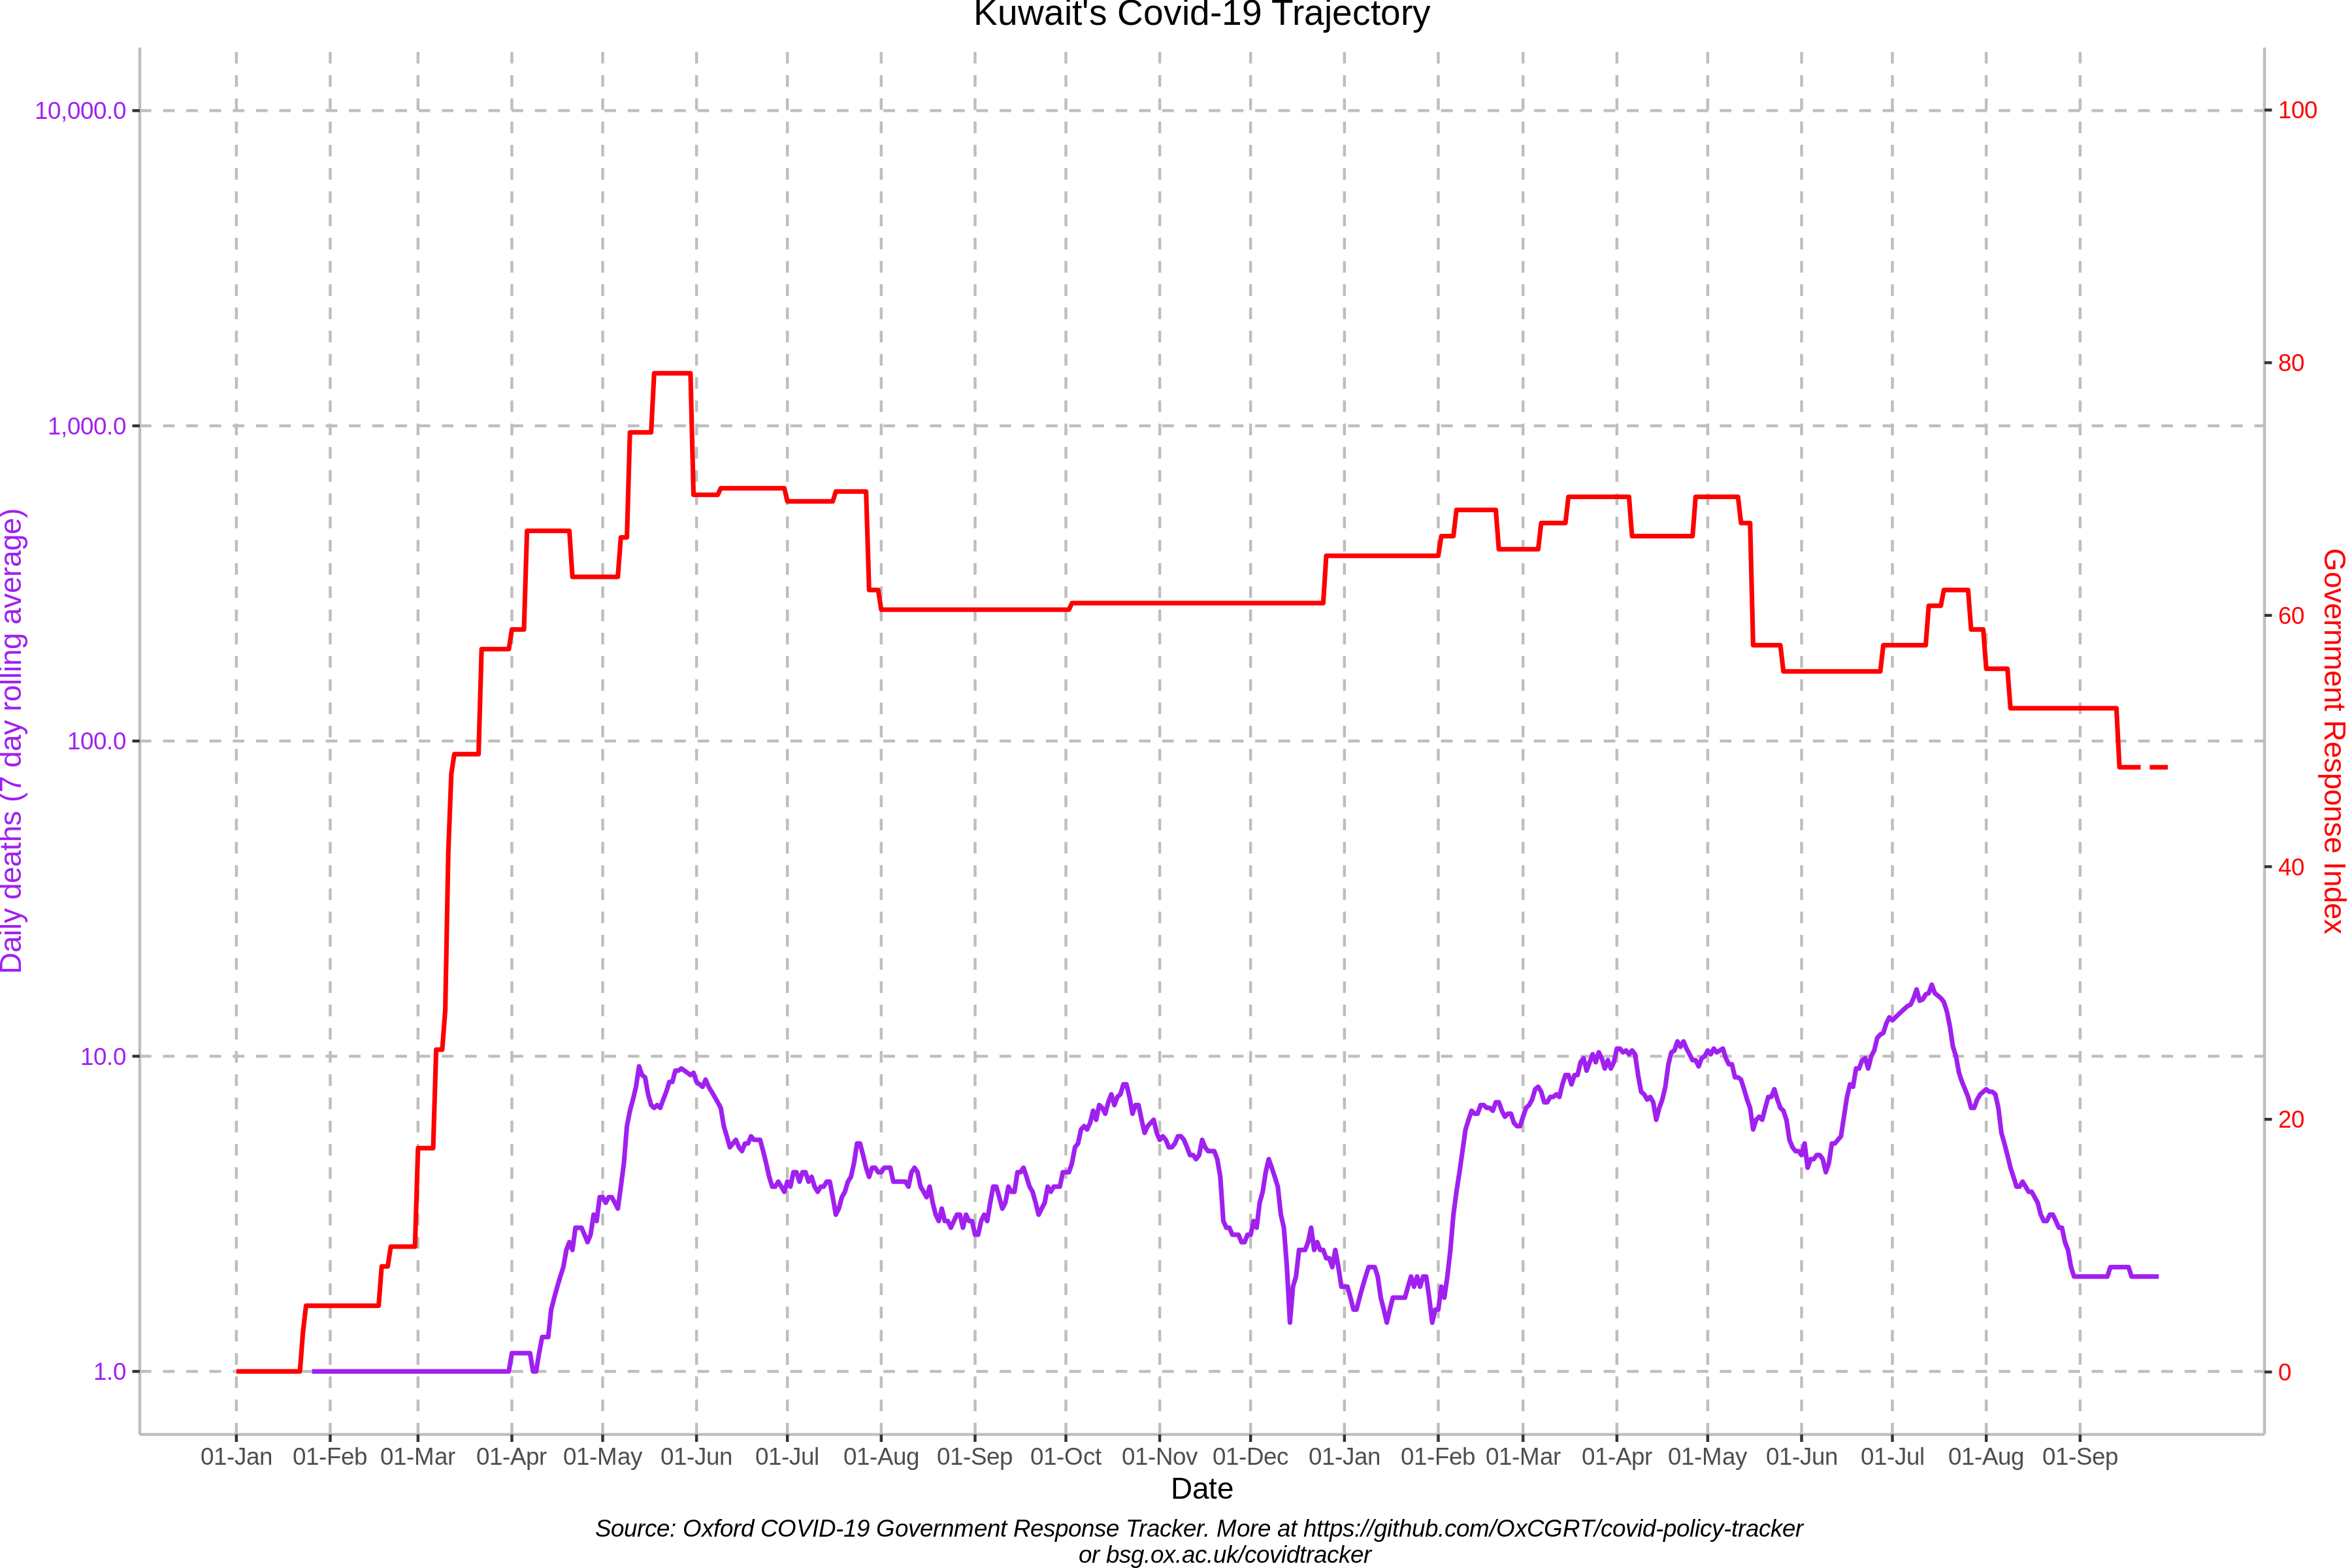 Kuwait's Covid-19 Trajectory
10,000.0
1,000.0
100.0
10.0
1.0
Daily deaths (7 day rolling average)
100
80
60
40
20
0
Government Response Index
01-Jan 01-Feb 01-Mar 01-Apr 01-May 01-Jun 01-Jul 01-Aug 01-Sep 01-Oct 01-Nov 01-Dec 01-Jan 01-Feb 01-Mar 01-Apr 01-May 01-Jun 01-Jul 01-Aug 01-Sep
Date
Source: Oxford COVID-19 Government Response Tracker. More at https://github.com/OxCGRT/covid-policy-tracker
or bsg.ox.ac.uk/covidtracker